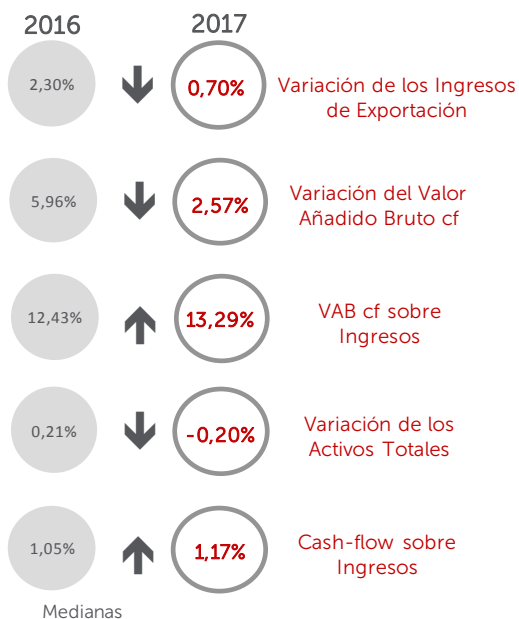 2016
2017
2,30%
0,70%
Variación de los Ingresos
de Exportación
5,96%
2,57%
Variación del Valor
Añadido Bruto cf
12,43%
13,29%
VAB cf sobre
Ingresos
0,21%
-0,20%
Variación de los
Activos Totales
1,05%
1,17%
Cash-flow sobre
Ingresos
Medianas